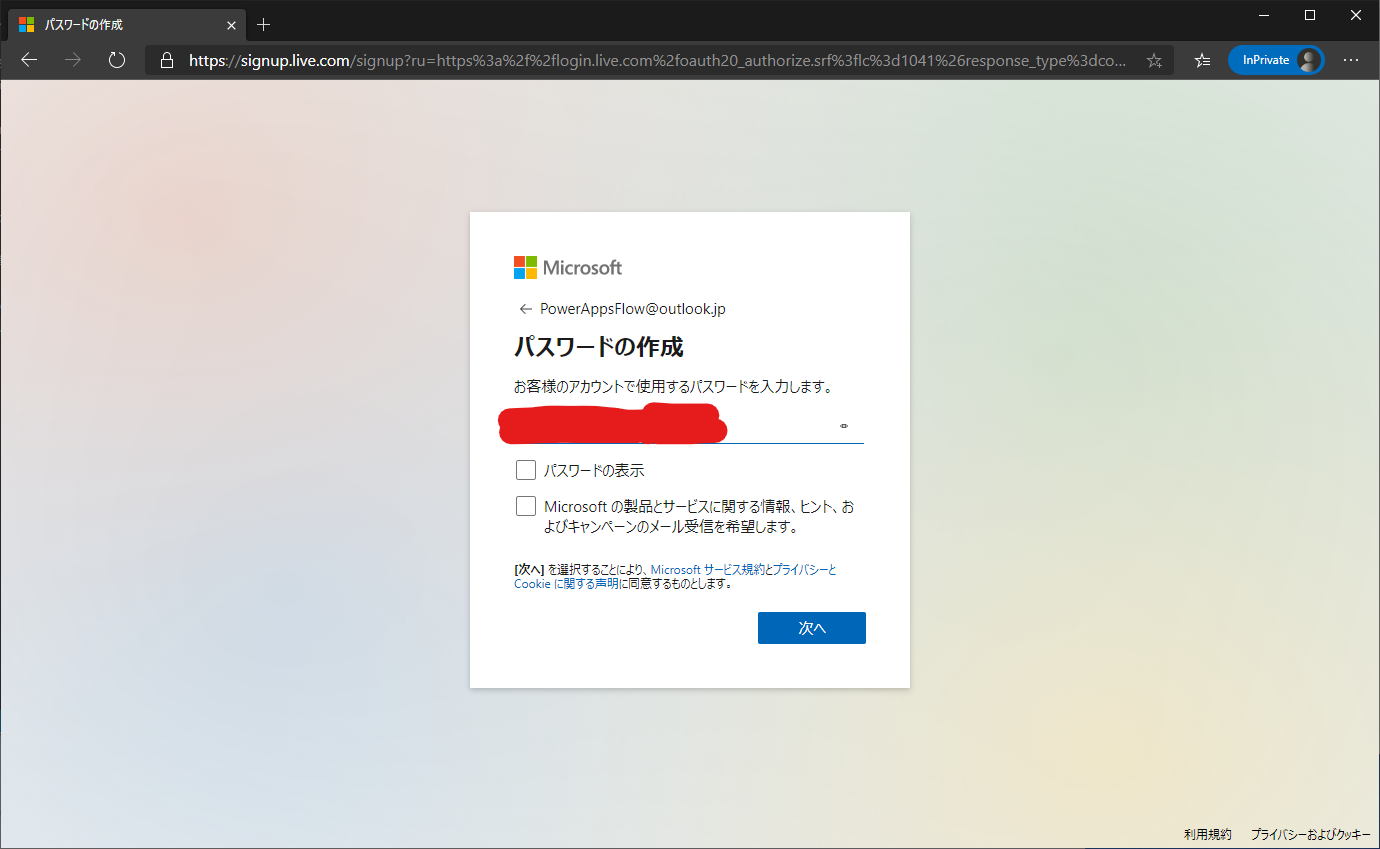 パスワードの作成
https://signup.live.com/signup?ru=https%3a%2f%2flogin.live.com%2foauth20_authorize.srf%3flc%3d1041%26response_type%3dco...
InPrivate
Microsoft
PowerAppsFlow@outlook.jp
パスワードの作成
お客様のアカウントで使用するパスワードを入力します。
パスワードの表示
Microsoft の製品とサービスに関する情報、ヒント、お
よびキャンペーンのメール受信を希望します。
[次へ] を選択することにより、Microsoft サービス規約とプライバシーと
Cookie に関する声明に同意するものとします。
次へ
利用規約 プライバシーおよびクッキー